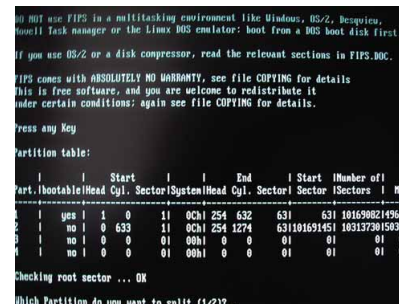 DO NOT use FIPS in a multitasking environment like Windows, OS/2, Desqview,
Novell Task manager or the Linux DOS emulator: boot from a DOS boot disk first
If you use OS/2 or a disk compressor, read the relevant sections in FIPS.DOC.
FIPS comes with ABSOLUTELY NO WARRANTY, see file COPYING for details
This is free software, and you are welcome to redistribute it
under certain conditions; again see file COPYING for details.
Press any Key
Partition table:
| | Start | | End | Start |Number of|
Part.|bootable|Head Cyl. Sector|System|Head Cyl. Sector| Sector |Sectors | M
1 | yes | 1 0 1| 0Ch| 254 632 63| 63| 10169082|496
2 | no | 0 633 1| 0Ch| 254 1274 63|10169145| 10313730|503
3 | no | 0 0 0| 00h| 0 0 0| 0| 0|
4 | no | 0 0 0| 00h| 0 0 0| 0| 0|
Checking root sector ... OK
Which Partition do you want to split (1/2)?